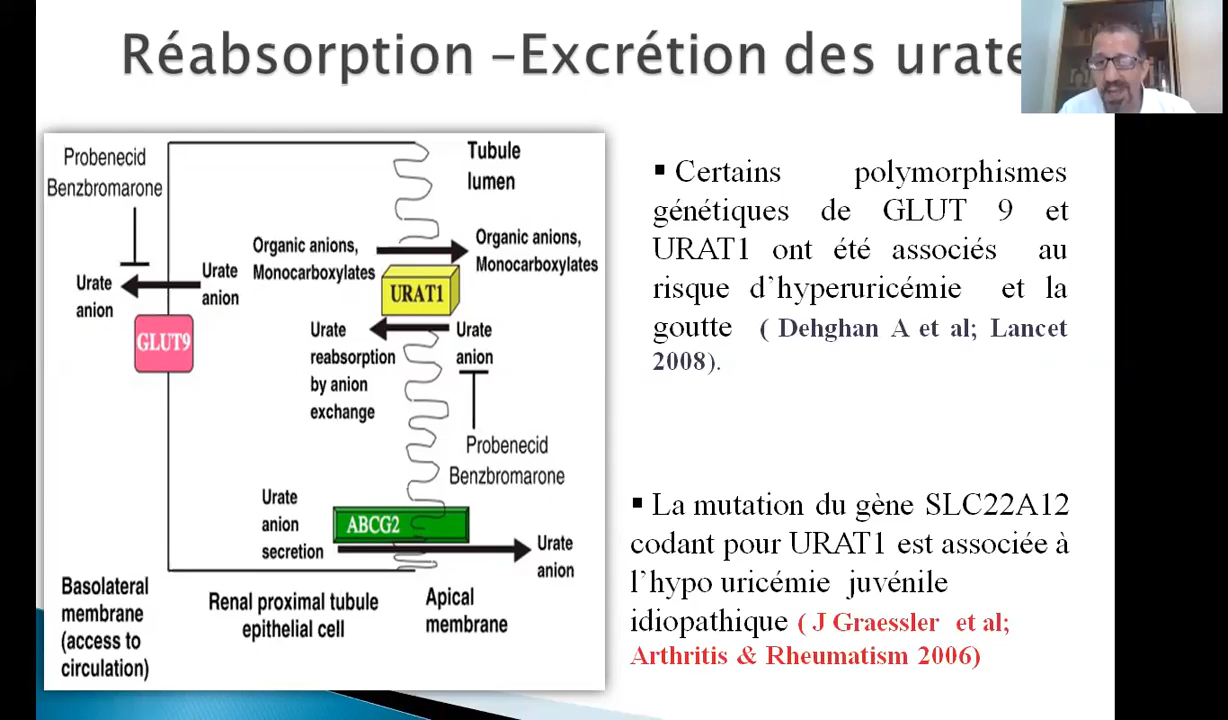 Réabsorption –Excrétion des urate
Probenecid
Benzbromarone
Tubule
lumen
Organic anions,
Monocarboxylates
Organic anions,
Monocarboxylates
Urate
anion
Urate
anion
URAT1
GLUT9
Urate
reabsorption
by anion
exchange
Urate
anion
Probenecid
Benzbromarone
Urate
anion
secretion
ABCG2
Urate
anion
Basolateral
membrane
(access to
circulation)
Renal proximal tubule
epithelial cell
Apical
membrane
▪ Certains polymorphismes
génétiques de GLUT 9 et
URAT1 ont été associés au
risque d’hyperuricémie et la
goutte ( Dehghan A et al; Lancet
2008).
▪ La mutation du gène SLC22A12
codant pour URAT1 est associée à
l’hypo uricémie juvénile
idiopathique ( J Graessler et al;
Arthritis & Rheumatism 2006)